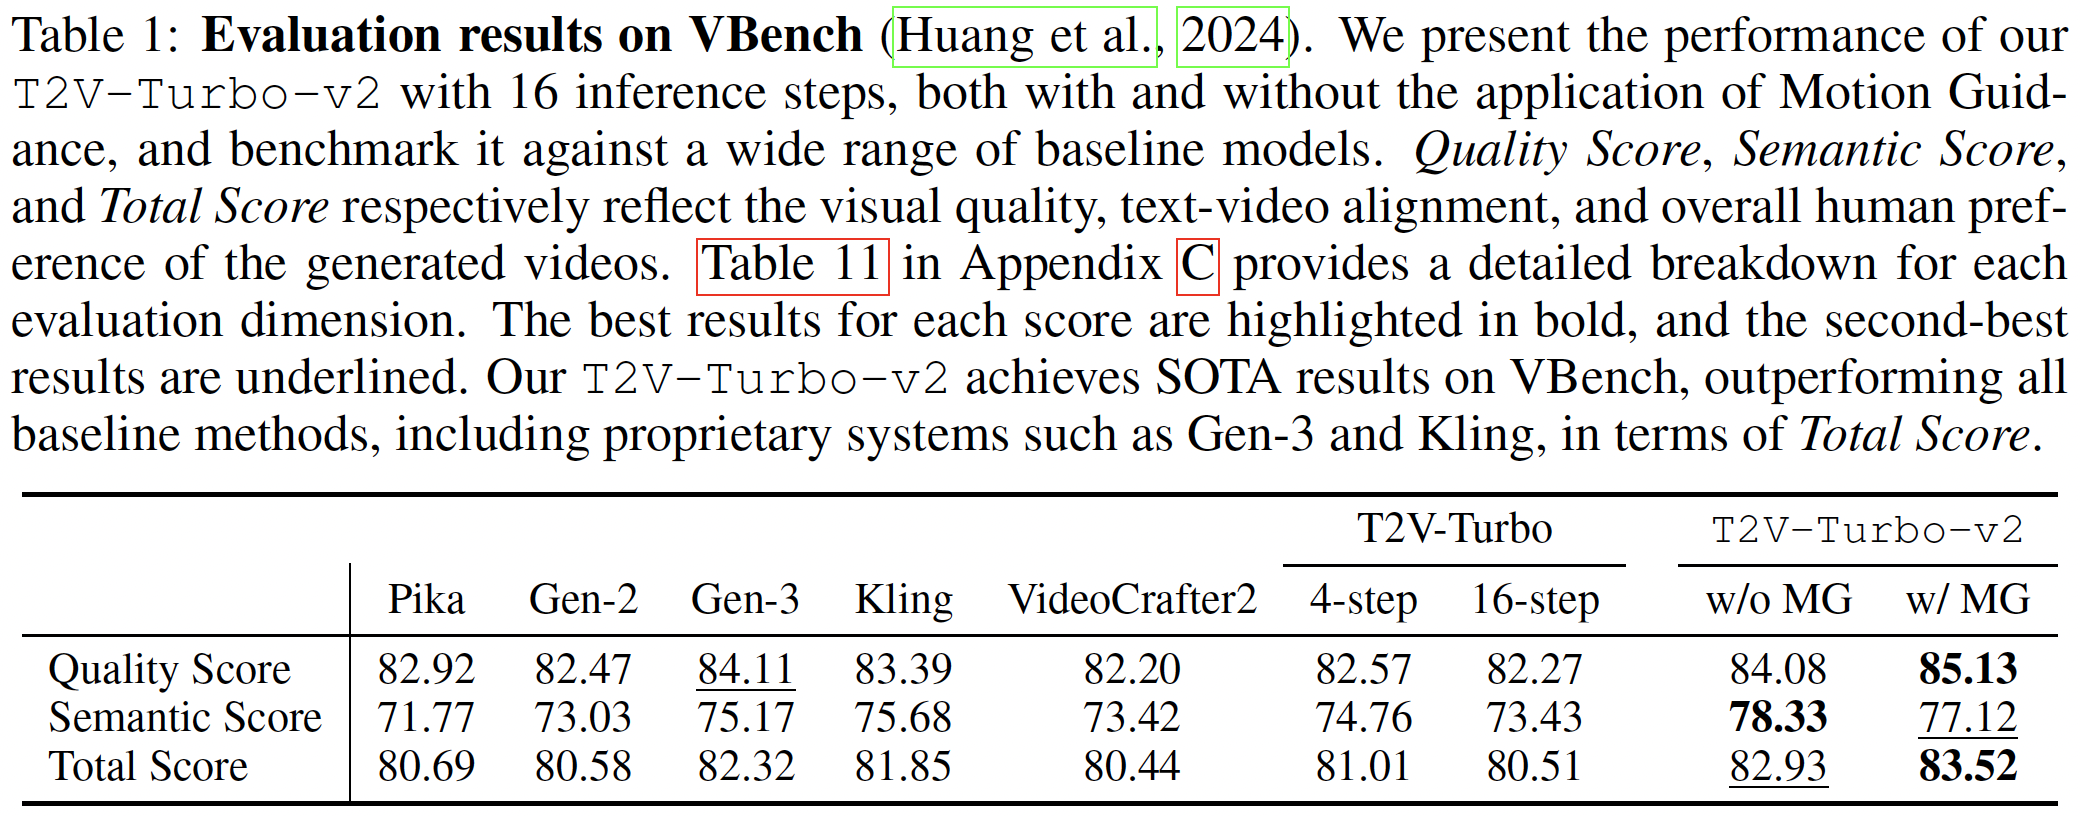 Table 1: Evaluation results on VBench (Huang et al., 2024). We present the performance of our
T2V-Turbo-v2 with 16 inference steps, both with and without the application of Motion Guid-
ance, and benchmark it against a wide range of baseline models. Quality Score, Semantic Score,
and Total Score respectively reflect the visual quality, text-video alignment, and overall human pref-
erence of the generated videos. Table 11 in Appendix C provides a detailed breakdown for each
evaluation dimension. The best results for each score are highlighted in bold, and the second-best
results are underlined. Our T2V-Turbo-v2 achieves SOTA results on VBench, outperforming all
baseline methods, including proprietary systems such as Gen-3 and Kling, in terms of Total Score.
T2V-Turbo T2V-Turbo-v2
Pika Gen-2 Gen-3 Kling VideoCrafter2 4-step 16-step w/o MG w/ MG
Quality Score 82.92 82.47 84.11 83.39 82.20 82.57 82.27 84.08 85.13
Semantic Score 71.77 73.03 75.17 75.68 73.42 74.76 73.43 78.33 77.12
Total Score 80.69 80.58 82.32 81.85 80.44 81.01 80.51 82.93 83.52